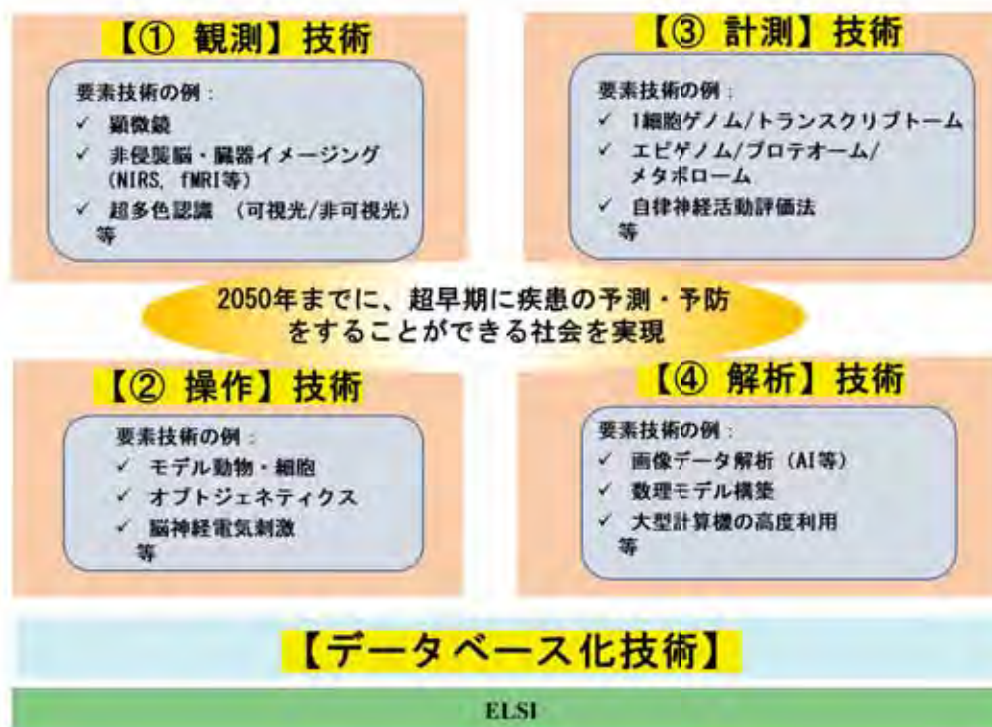 【① 観測】技術
要素技術の例：
✓ 顕微鏡
✓ 非侵襲脳・臓器イメージング
(NIRS, fMRI等)
✓ 超多色認識 （可視光/非可視光）
等
【③ 計測】技術
要素技術の例：
✓ 1細胞ゲノム/トランスクリプトーム
✓ エピゲノム/プロテオーム/
メタボローム
✓ 自律神経活動評価法
等
2050年までに、超早期に疾患の予測・予防
をすることができる社会を実現
【② 操作】技術
要素技術の例：
✓ モデル動物・細胞
✓ オプトジェネティクス
✓ 脳神経電気刺激
等
【④ 解析】技術
要素技術の例：
✓ 画像データ解析（AI等）
✓ 数理モデル構築
✓ 大型計算機の高度利用
等
【データベース化技術】
ELSI